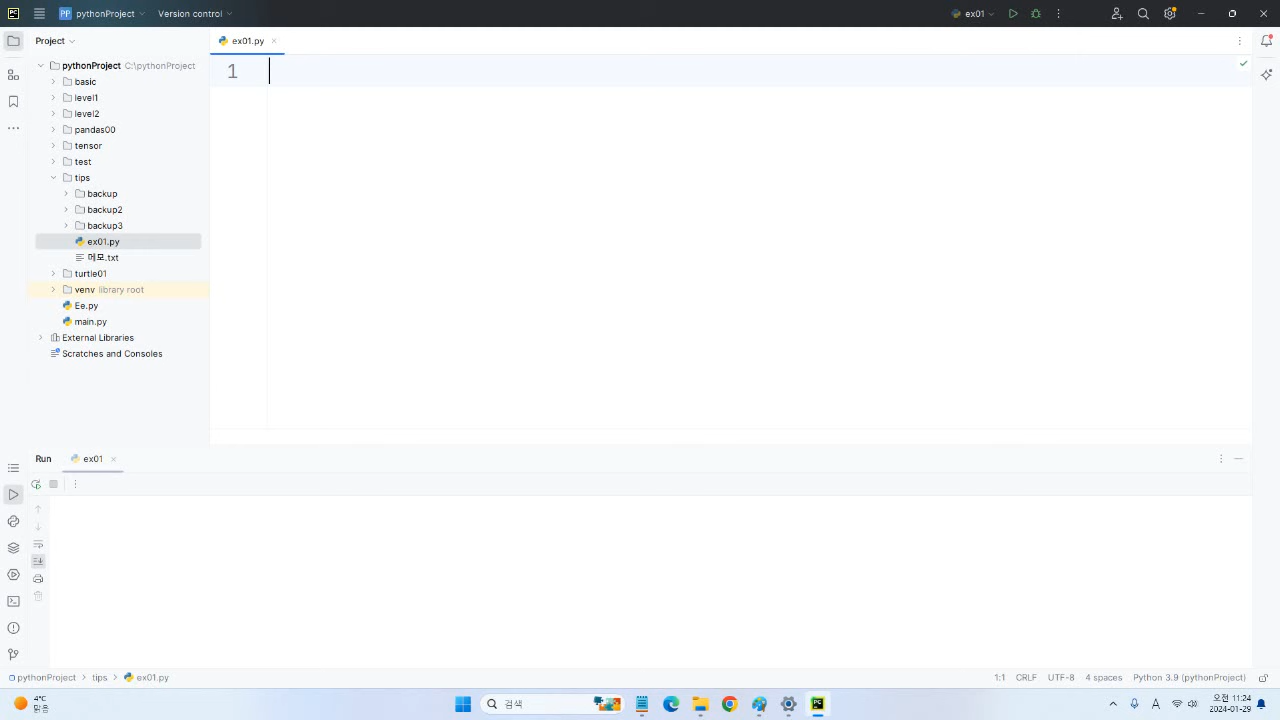 PC
PP pythonProject
Version control
ex01
Project
ex01.py
pythonProject C:\pythonProject
basic
level1
level2
pandas00
tensor
test
tips
backup
backup2
backup3
ex01.py
메모.txt
turtle01
venv library root
Ee.py
main.py
External Libraries
Scratches and Consoles
1
Run
ex01
pythonProject > tips > ex01.py
1:1 CRLF UTF-8 4 spaces Python 3.9 (pythonProject)
4°C
검색
PC
A
오전 11:24
2024-01-29